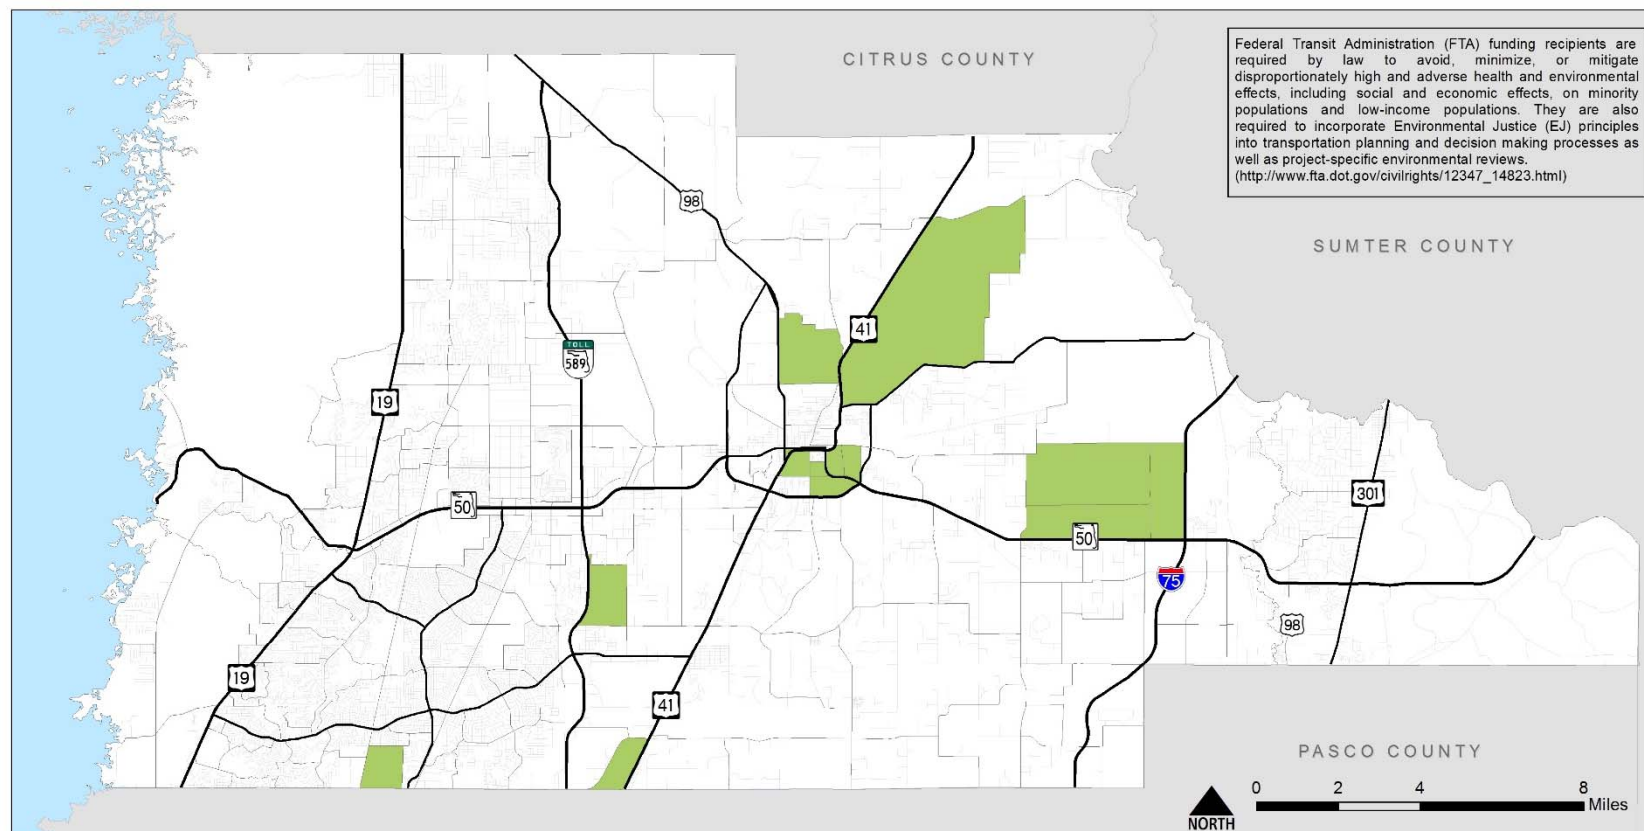 CITRUS COUNTY
Federal Transit Administration (FTA) funding recipients are
required by law to avoid, minimize, or mitigate
disproportionately high and adverse health and environmental
effects, including social and economic effects, on minority
populations and low-income populations. They are also
required to incorporate Environmental Justice (EJ) principles
into transportation planning and decision making processes as
well as project-specific environmental reviews.
(http://www.fta.dot.gov/civilrights/12347_14823.html)
98
SUMTER COUNTY
41
TOLL
589
19
50
301
50
75
98
19
41
PASCO COUNTY
0 2 4 8
Miles
NORTH